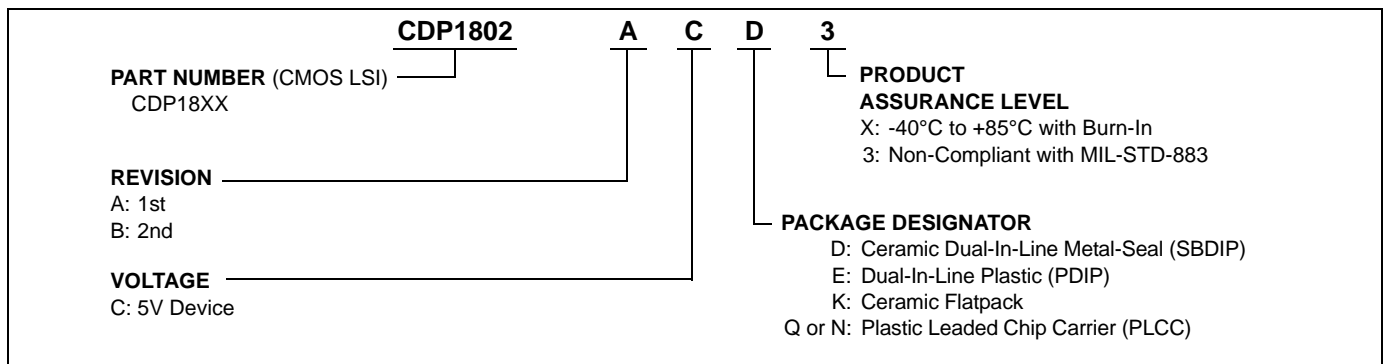 CDP1802 A C D 3
PART NUMBER (CMOS LSI)
CDP18XX
REVISION
A: 1st
B: 2nd
VOLTAGE
C: 5V Device
PRODUCT
ASSURANCE LEVEL
X: -40°C to +85°C with Burn-In
3: Non-Compliant with MIL-STD-883
PACKAGE DESIGNATOR
D: Ceramic Dual-In-Line Metal-Seal (SBDIP)
E: Dual-In-Line Plastic (PDIP)
K: Ceramic Flatpack
Q or N: Plastic Leaded Chip Carrier (PLCC)